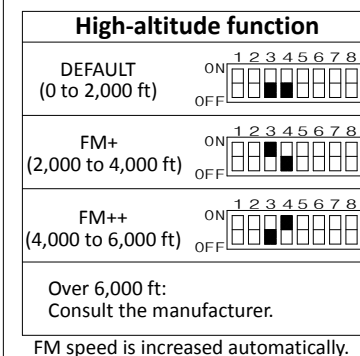 High-altitude function
DEFAULT
(0 to 2,000 ft)
1 2 3 4 5 6 7 8
ON
OFF
FM+
(2,000 to 4,000 ft)
1 2 3 4 5 6 7 8
ON
OFF
FM++
(4,000 to 6,000 ft)
1 2 3 4 5 6 7 8
ON
OFF
Over 6,000 ft:
Consult the manufacturer.
FM speed is increased automatically.